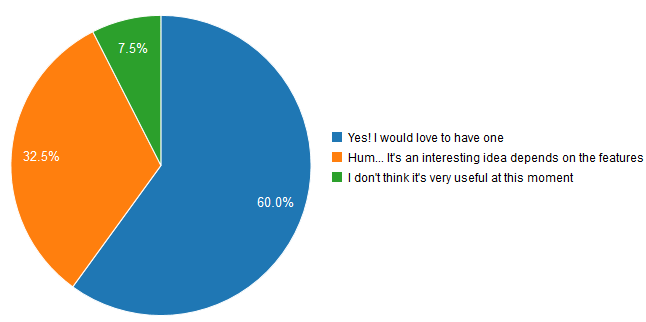 7.5%
32.5%
60.0%
Yes! I would love to have one
Hum... It's an interesting idea depends on the features
I don't think it's very useful at this moment